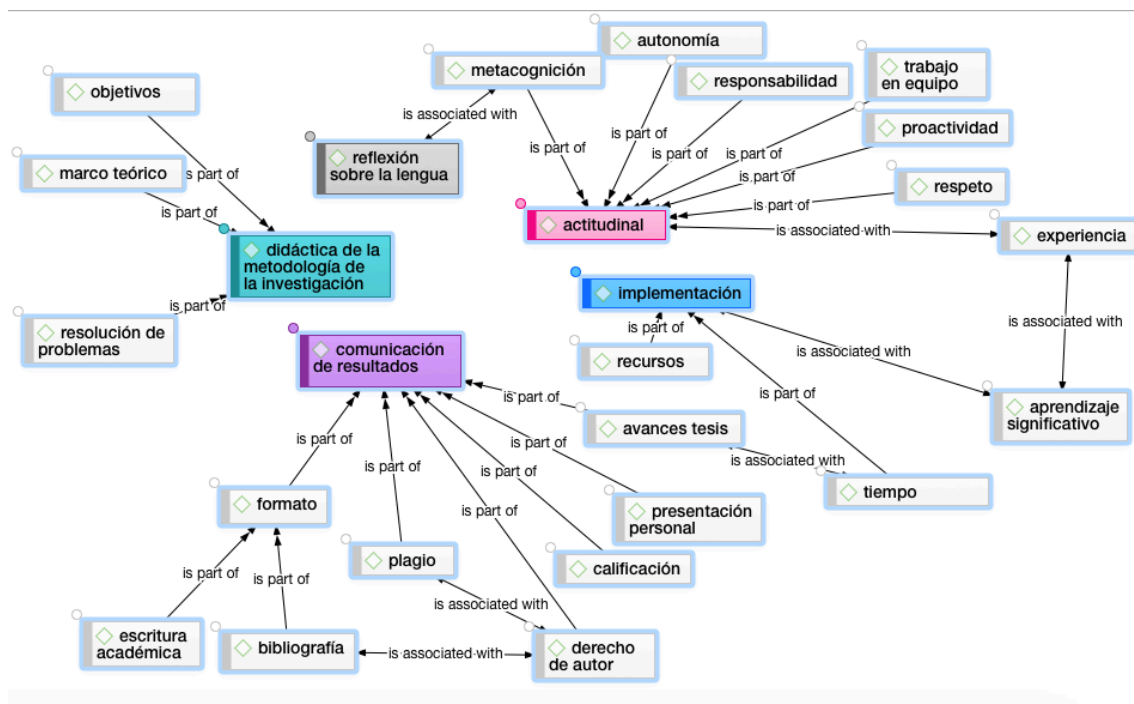 autonomía
metacognición
responsabilidad
trabajo
en equipo
objetivos
is associated with
proactividad
is part of
is part of
reflexión
sobre la lengua
is part of
is part of
marco teórico
is part of
respeto
is part of
is part of
actitudinal
is associated with
experiencia
didáctica de la
metodología de
la investigación
implementación
is part of
is part of
is associated with
resolución de
problemas
comunicación
de resultados
recursos
is associated with
is part of
is part of
aprendizaje
significativo
avances tesis
is part of
is part of
is associated with
is part of
is part of
tiempo
formato
is part of
presentación
personal
plagio
calificación
is part of
is part of
is associated with
escritura
académica
bibliografía
is associated with
derecho
de autor